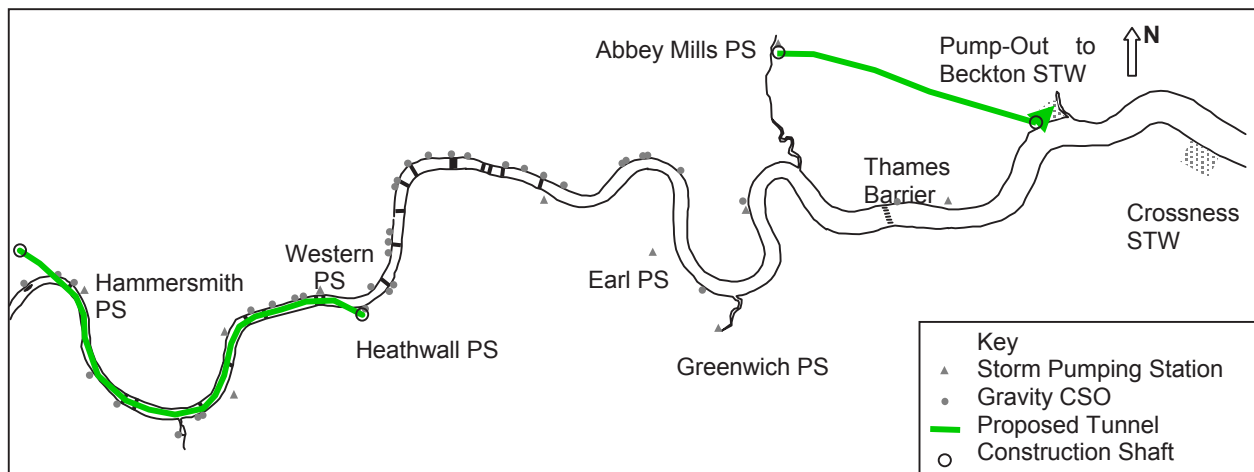 Abbey Mills PS
Pump-Out to
Beckton STW
N
Thames
Barrier
Crossness
STW
Hammersmith
PS
Western
PS
Earl PS
Heathwall PS
Greenwich PS
Key
Storm Pumping Station
Gravity CSO
Proposed Tunnel
Construction Shaft